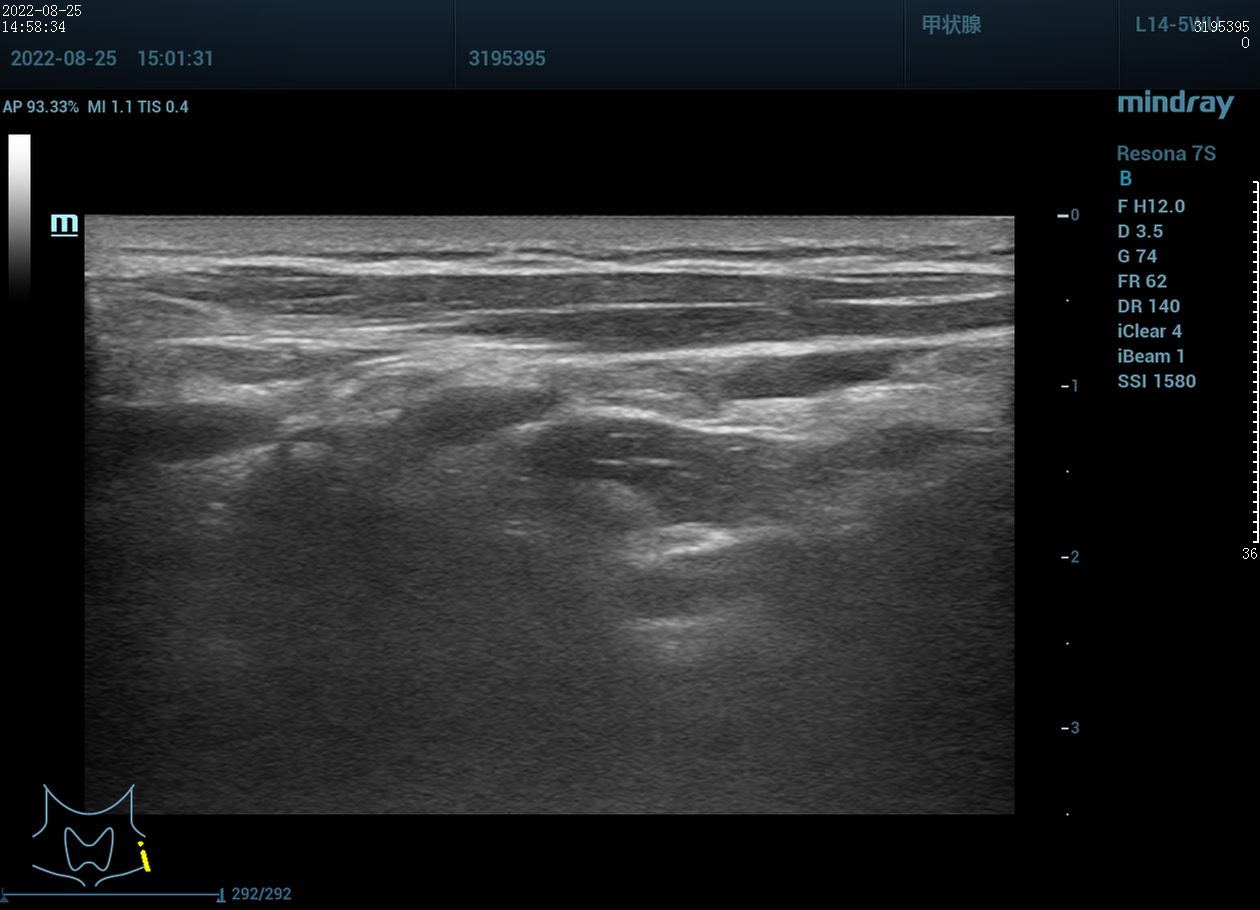 2022-08-25
14:58:34
2022-08-25 15:01:31
3195395
甲状腺
3195395
0
AP 93.33% MI 1.1 TIS 0.4
mindray
Resona 7S
B
F H12.0
D 3.5
G 74
FR 62
DR 140
iClear 4
iBeam 1
SSI 1580
m
0
1
2
3
36
292/292